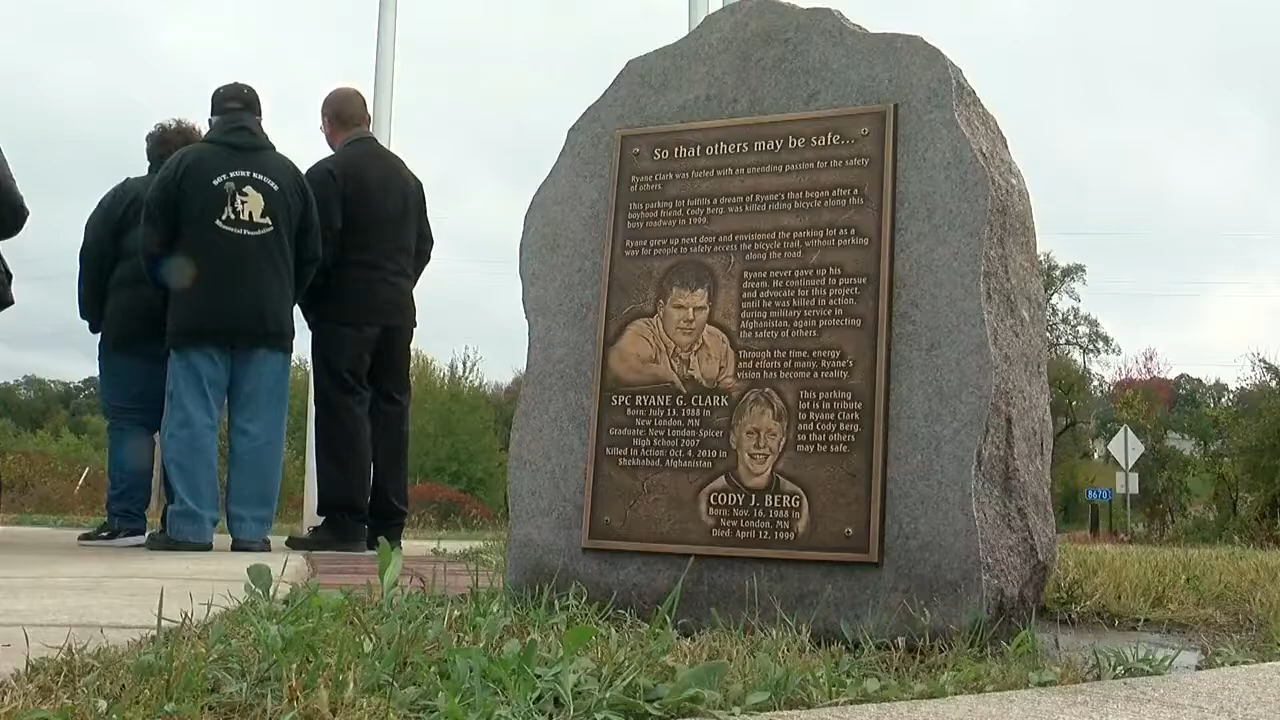 SGT. KURT KRUIZE
Memorial Foundation
So that others may be safe...
Ryane Clark was fueled with an unending passion for the safety
of others.
This parking lot fulfills a dream of Ryane's that began after a
boyhood friend, Cody Berg, was killed riding bicycle along this
busy roadway in 1999.
Ryane grew up next door and envisioned the parking lot as a
way for people to safely access the bicycle trail, without parking
along the road.
Ryane never gave up his
dream. He continued to pursue
and advocate for this project,
until he was killed in action,
during military service in
Afghanistan, again protecting
the safety of others.
Through the time, energy
and efforts of many, Ryane's
vision has become a reality.
SPC RYANE G. CLARK
Born: July 13, 1988 in
New London, MN
Graduate: New London-Spicer
High School 2007
Killed In Action: Oct. 4, 2010 in
Shekhabad, Afghanistan
This parking
lot is in tribute
to Ryane Clark
and Cody Berg,
so that others
may be safe.
CODY J. BERG
Born: Nov. 16, 1988 in
New London, MN
Died: April 12, 1999
8670